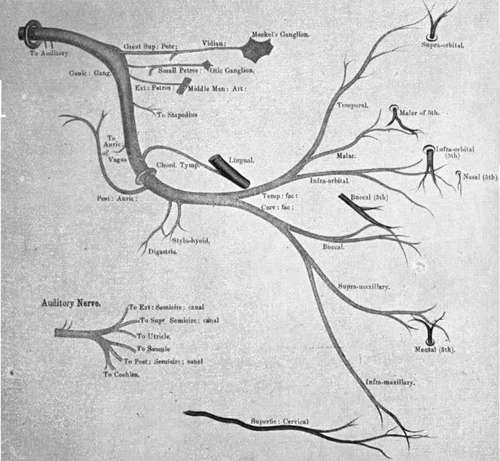 Meckel's Ganglion.
Great Sup: Petr:
Vidian:
To Auditory
Supra-orbital.
Small Petros:
Otic Ganglion.
Genic: Gang.
Ext: Petros
Middle Men: Art:
Temporal.
To Stapedius
Malar of 5th.
To
Auric:
of
Vagus
Infra-orbital
(5th)
Malar.
Chord. Tymp.
Lingual.
Nasal (5th).
Infra-orbital.
Post: Auric:
Temp: fac:
Buccal (5th)
Cerv: fac:
Stylo-hyoid,
Digastric.
Buccal.
Supra-maxillary.
Auditory Nerve.
To Ext: Semicirc: canal
To Supr Semicirc: canal
To Utricle.
To Saccule
To Post: Semicirc: canal
To Cochlea.
Mental (5th).
Infra-maxillary.
Superfic: Cervical